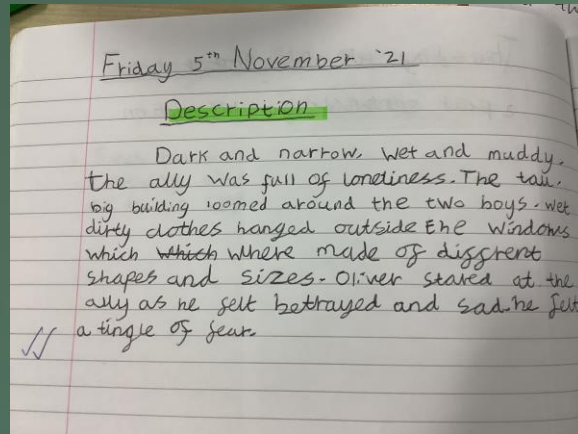 Friday 5th November '21
Description
Dark and narrow, wet and muddy,
the ally was full of loneliness. The tall,
big building loomed around the two boys. wet
dirty clothes hanged outside the windows
which which where made of diffrent
shapes and sizes. Oliver stared at the
ally as he felt betrayed and sad. he felt
a tingle of fear.